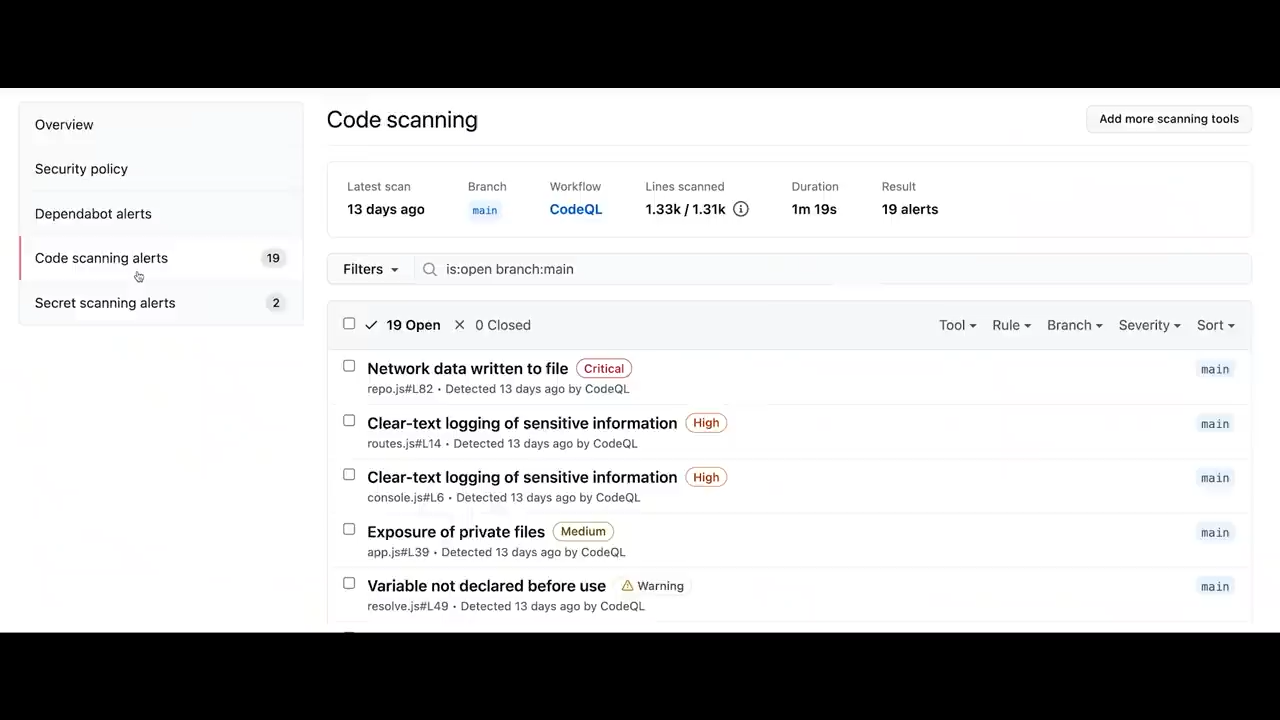 Overview
Security policy
Dependabot alerts
Code scanning alerts 19
Secret scanning alerts 2
Code scanning
Add more scanning tools
Latest scan Branch Workflow Lines scanned Duration Result
13 days ago main CodeQL 1.33k / 1.31k 1m 19s 19 alerts
Filters is:open branch:main
19 Open 0 Closed Tool Rule Branch Severity Sort
Network data written to file Critical main
repo.js#L82 • Detected 13 days ago by CodeQL
Clear-text logging of sensitive information High main
routes.js#L14 • Detected 13 days ago by CodeQL
Clear-text logging of sensitive information High main
console.js#L6 • Detected 13 days ago by CodeQL
Exposure of private files Medium main
app.js#L39 • Detected 13 days ago by CodeQL
Variable not declared before use Warning main
resolve.js#L49 • Detected 13 days ago by CodeQL